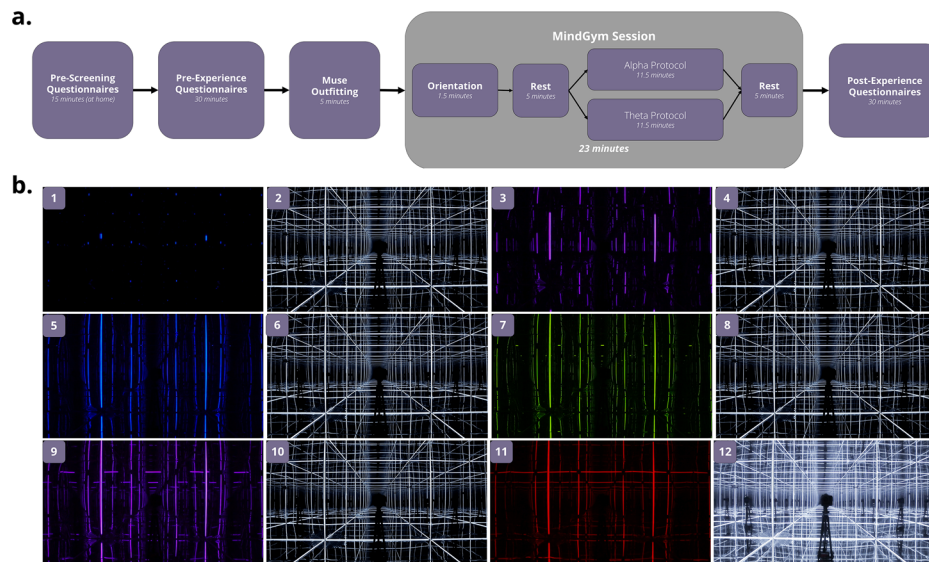 a.
MindGym Session
Pre-Screening
Questionnaires
15 minutes (at home)
Pre-Experience
Questionnaires
30 minutes
Muse
Outfitting
5 minutes
Orientation
1.5 minutes
Rest
5 minutes
Alpha Protocol
11.5 minutes
Theta Protocol
11.5 minutes
Rest
5 minutes
Post-Experience
Questionnaires
30 minutes
23 minutes
b.
1
2
3
4
5
6
7
8
9
10
11
12